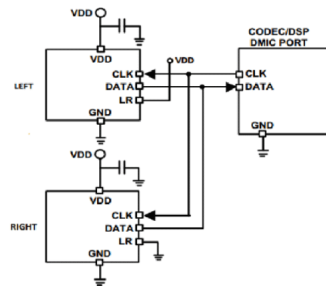 VDD
VDD
CLK
DATA
LR
LEFT
GND
VDD
CODEC/DSP
DMIC PORT
CLK
DATA
GND
VDD
VDD
CLK
DATA
LR
RIGHT
GND